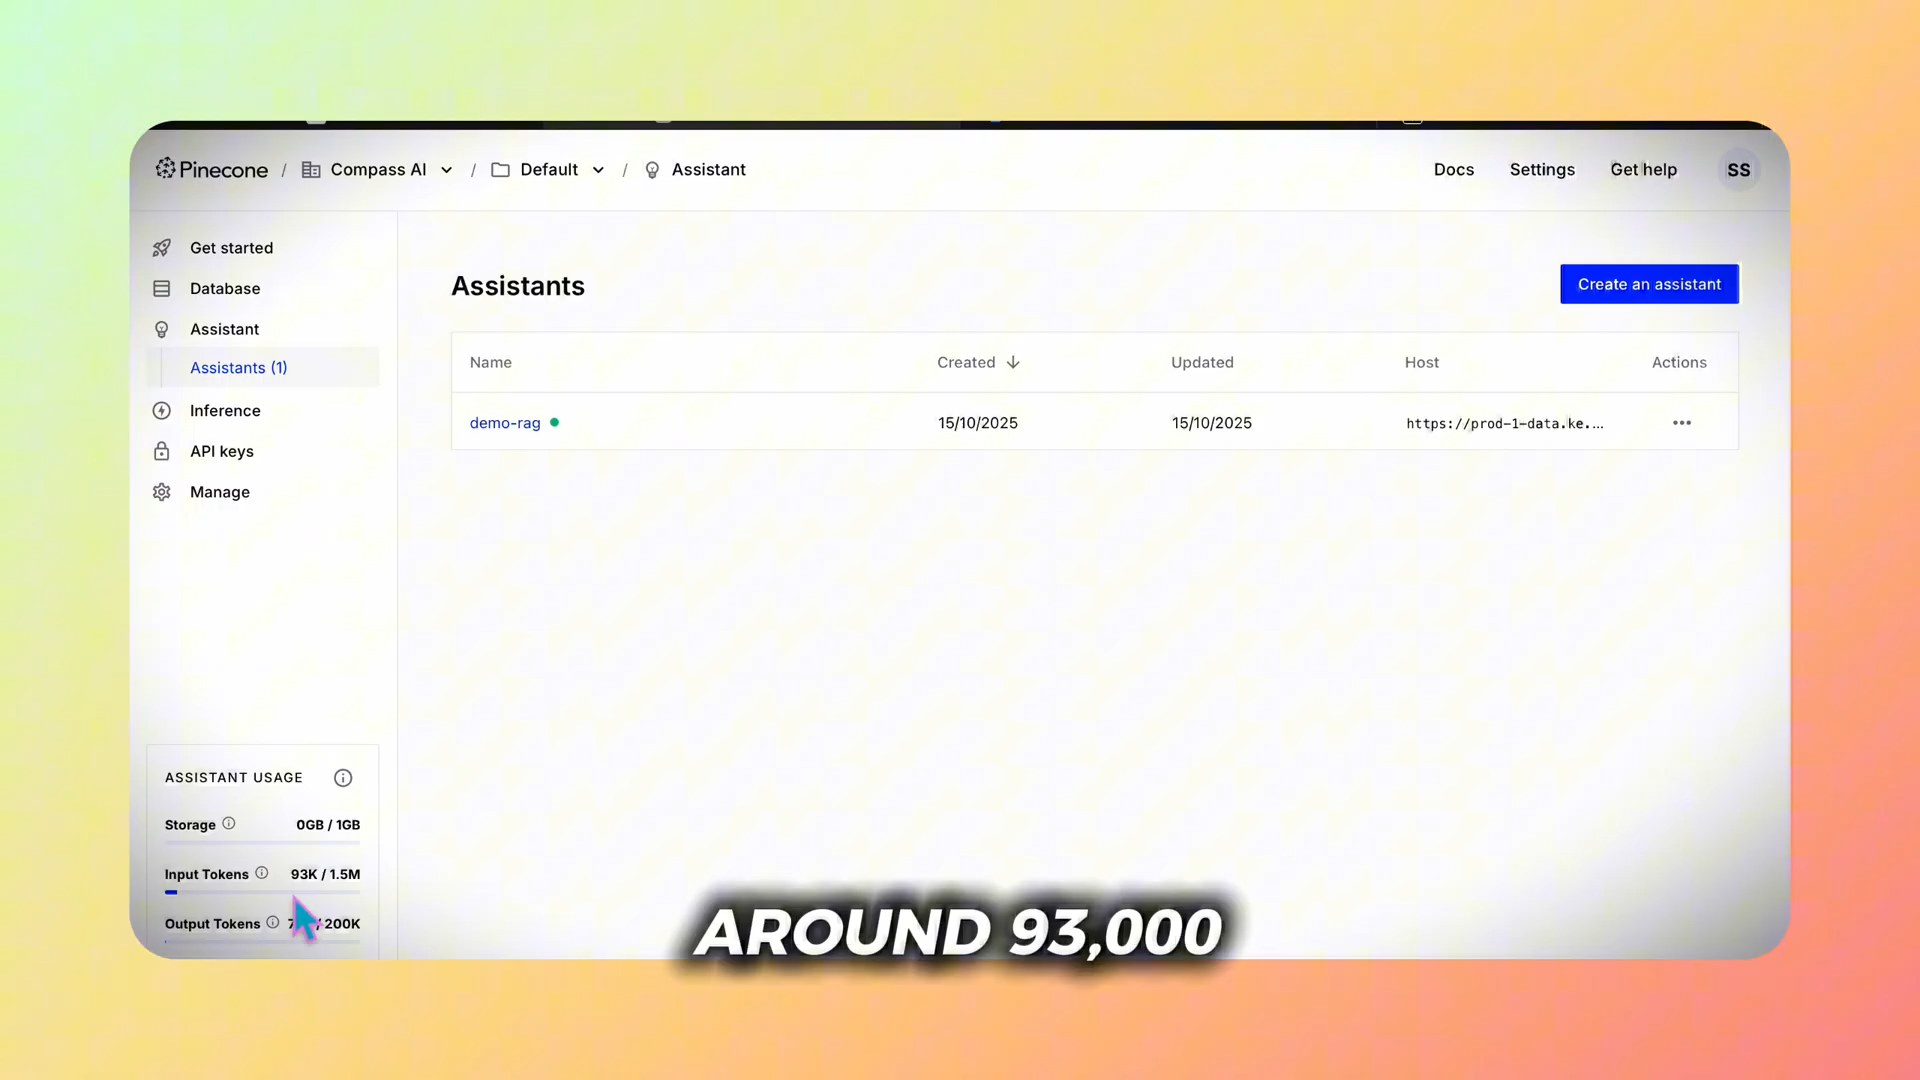 Pinecone / Compass AI / Default / Assistant
Docs Settings Get help SS
Get started
Database
Assistant
Assistants (1)
Inference
API keys
Manage
Assistants
Create an assistant
Name Created Updated Host Actions
demo-rag 15/10/2025 15/10/2025 https://prod-1-data.ke.... •••
ASSISTANT USAGE
Storage 0GB / 1GB
Input Tokens 93K / 1.5M
Output Tokens / 200K
AROUND 93,000